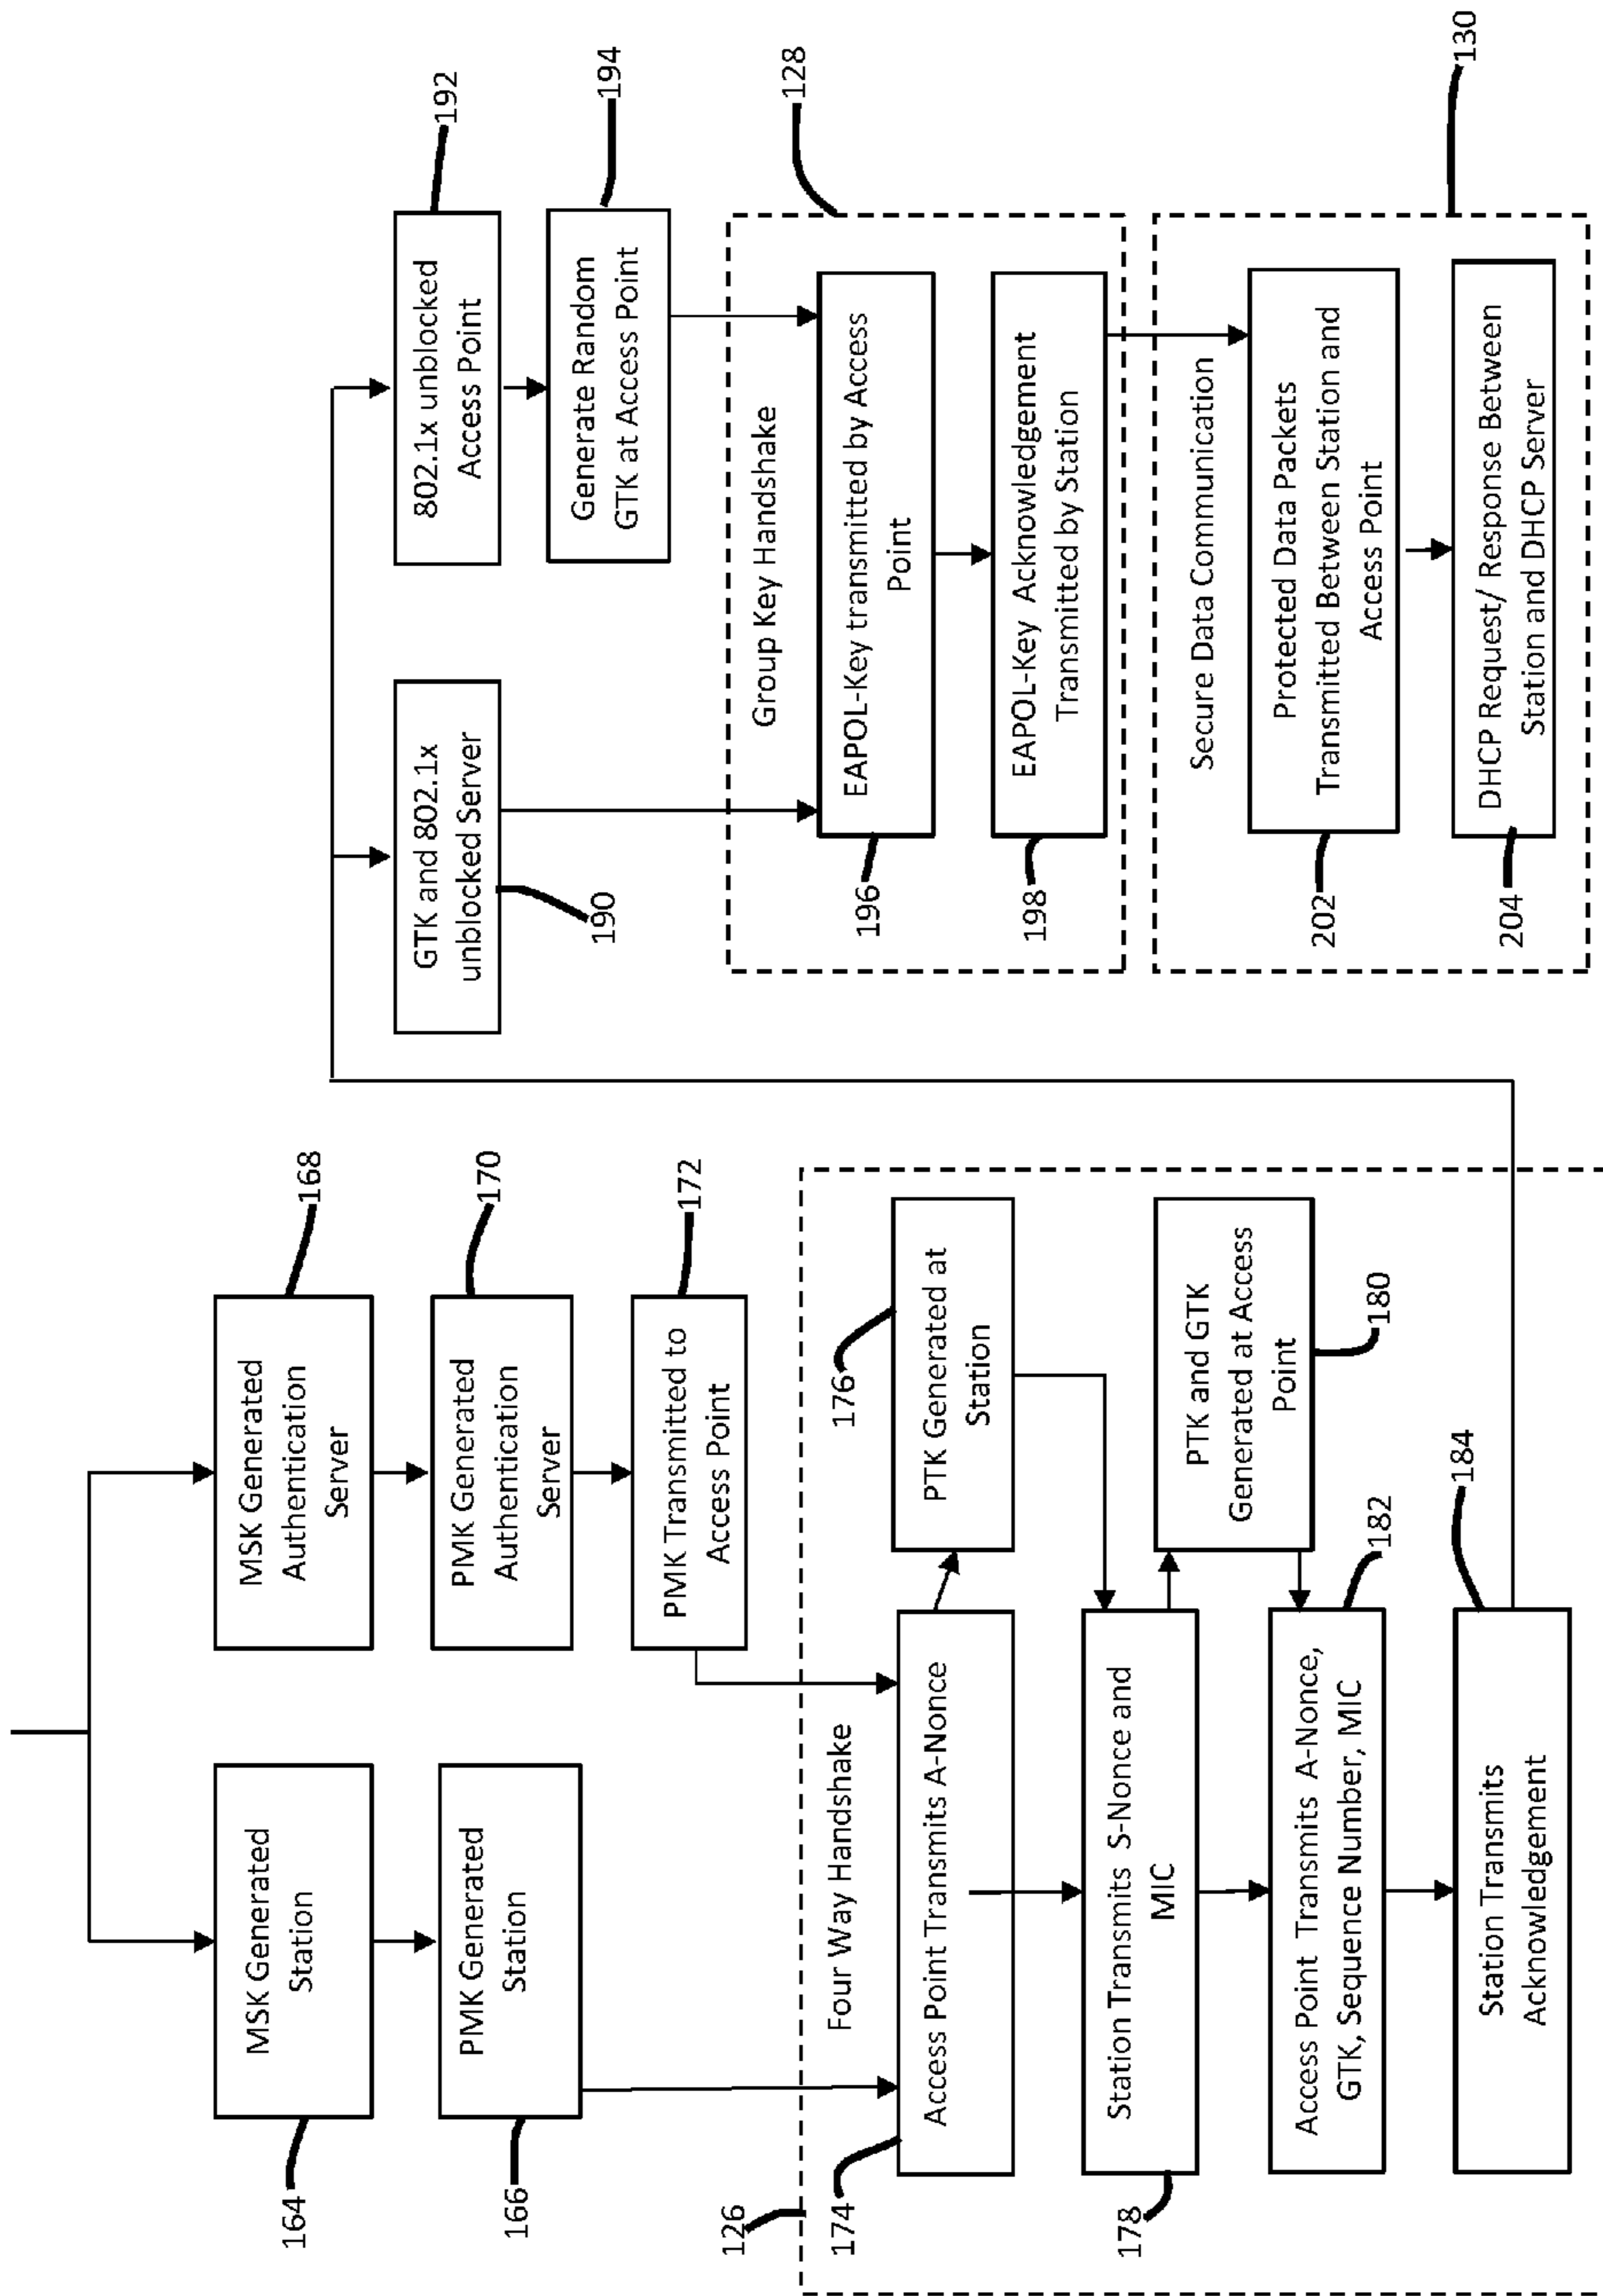 MSK Generated
Station
164
PMK Generated
Station
166
MSK Generated
Authentication
Server
168
PMK Generated
Authentication
Server
170
PMK Transmitted to
Access Point
172
126
Four Way Handshake
Access Point Transmits A-Nonce
174
PTK Generated at
Station
176
Station Transmits S-Nonce and
MIC
178
PTK and GTK
Generated at Access
Point
180
Access Point Transmits A-Nonce,
GTK, Sequence Number, MIC
182
Station Transmits
Acknowledgement
184
GTK and 802.1x
unblocked Server
190
802.1x unblocked
Access Point
192
Generate Random
GTK at Access Point
194
Group Key Handshake
128
EAPOL-Key transmitted by Access
Point
196
EAPOL-Key Acknowledgement
Transmitted by Station
198
Secure Data Communication
130
Protected Data Packets
Transmitted Between Station and
Access Point
202
DHCP Request/ Response Between
Station and DHCP Server
204